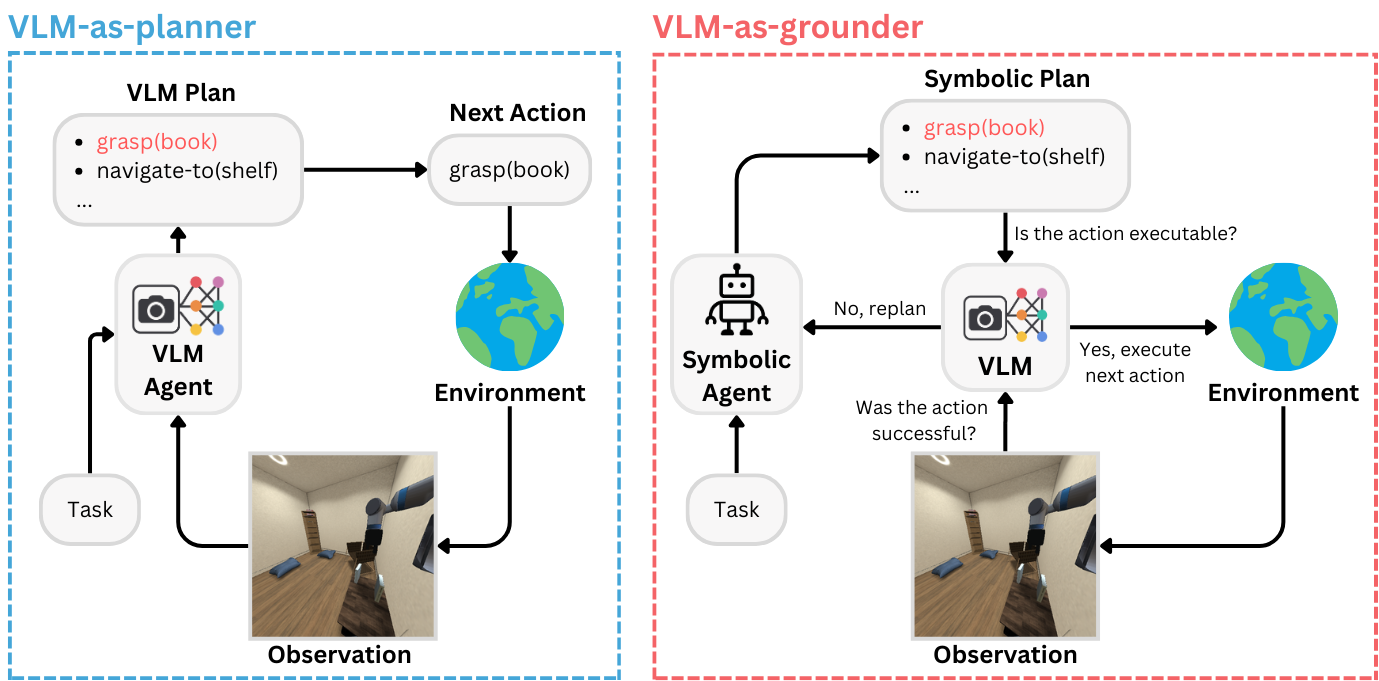 VLM-as-planner
VLM Plan
• grasp(book)
• navigate-to(shelf)
...
Next Action
grasp(book)
VLM
Agent
Environment
Task
Observation
VLM-as-grounder
Symbolic Plan
• grasp(book)
• navigate-to(shelf)
...
Is the action executable?
Symbolic
Agent
No, replan
VLM
Yes, execute
next action
Environment
Was the action
successful?
Task
Observation